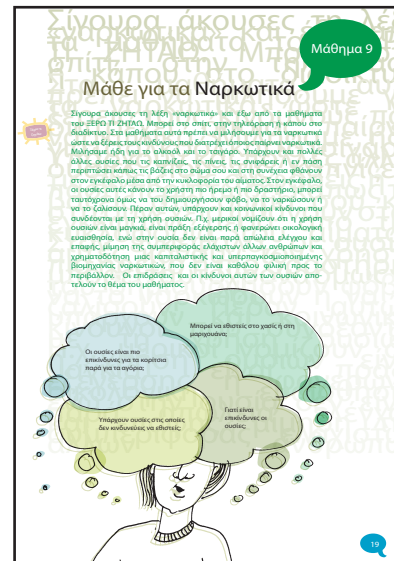 Μάθημα 9
Μάθε για τα Ναρκωτικά
Σίγουρα άκουσες τη λέξη «ναρκωτικα» και έξω από τα μαθήματα
του ΞΕΡΩ ΤΙ ΖΗΤΑΩ. Μπορεί στο σπίτι, στην τηλεόραση ή κάπου στο
διαδίκτυο. Στα μαθήματα αυτά πρέπει να μιλήσουμε για τα ναρκωτικά
ώστε να ξέρεις τους κινδύνους που διατρέχει όποιος παίρνει ναρκωτικά.
Μιλήσαμε ήδη για το αλκοόλ και το τσιγάρο. Υπάρχουν και πολλές
άλλες ουσίες που τις καπνίζεις, τις πίνεις, τις σνιφάρεις ή εν πάση
περιπτώσει κάπως τις βάζεις στο σώμα σου και στη συνέχεια φθάνουν
στον εγκέφαλο μέσα από την κυκλοφορία του αίματος. Στον εγκέφαλο,
οι ουσίες αυτές κάνουν το χρήστη πιο ήρεμο ή πιο δραστήριο, μπορεί
ταυτόχρονα όμως να του δημιουργήσουν φόβο, να το ναρκώσουν ή
να το ζαλίσουν. Πέραν αυτών, υπάρχουν και κοινωνικοί κίνδυνοι που
συνδέονται με τη χρήση ουσιών. Π.χ. μερικοί νομίζουν ότι η χρήση
ουσιών είναι μαγκιά, είναι πράξη εξέγερσης ή φανερώνει οικολογική
ευαισθησία, ενώ στην ουσία δεν είναι παρά απώλεια ελέγχου και
επαφής, μίμηση της συμπεριφοράς ελάχιστων άλλων ανθρώπων και
χρηματοδότηση μιας καπιταλιστικής και υπερπαγκοσμιοποιημένης
βιομηχανίας ναρκωτικών, που δεν είναι καθόλου φιλική προς το
περιβάλλον. Οι επιδράσεις και οι κίνδυνοι αυτών των ουσιών απο-
τελούν το θέμα του μαθήματος.
Μπορεί να εθιστείς στο χασίς ή στη
μαριχουάνα;
Οι ουσίες είναι πιο
επικίνδυνες για τα κορίτσια
παρά για τα αγόρια;
Υπάρχουν ουσίες στις οποίες
δεν κινδυνεύεις να εθιστείς;
Γιατί είναι
επικίνδυνες οι
ουσίες;
19